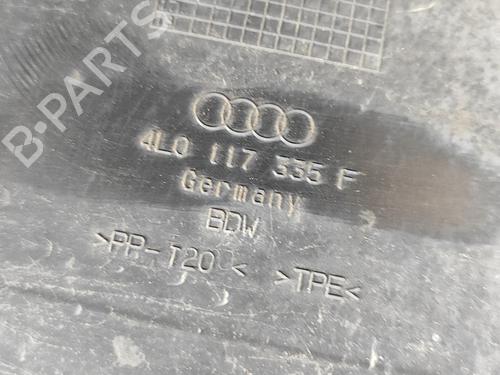 B-PARTS
4L0 117 335 F
Germany
BDW
>PP-T20< >TPE<